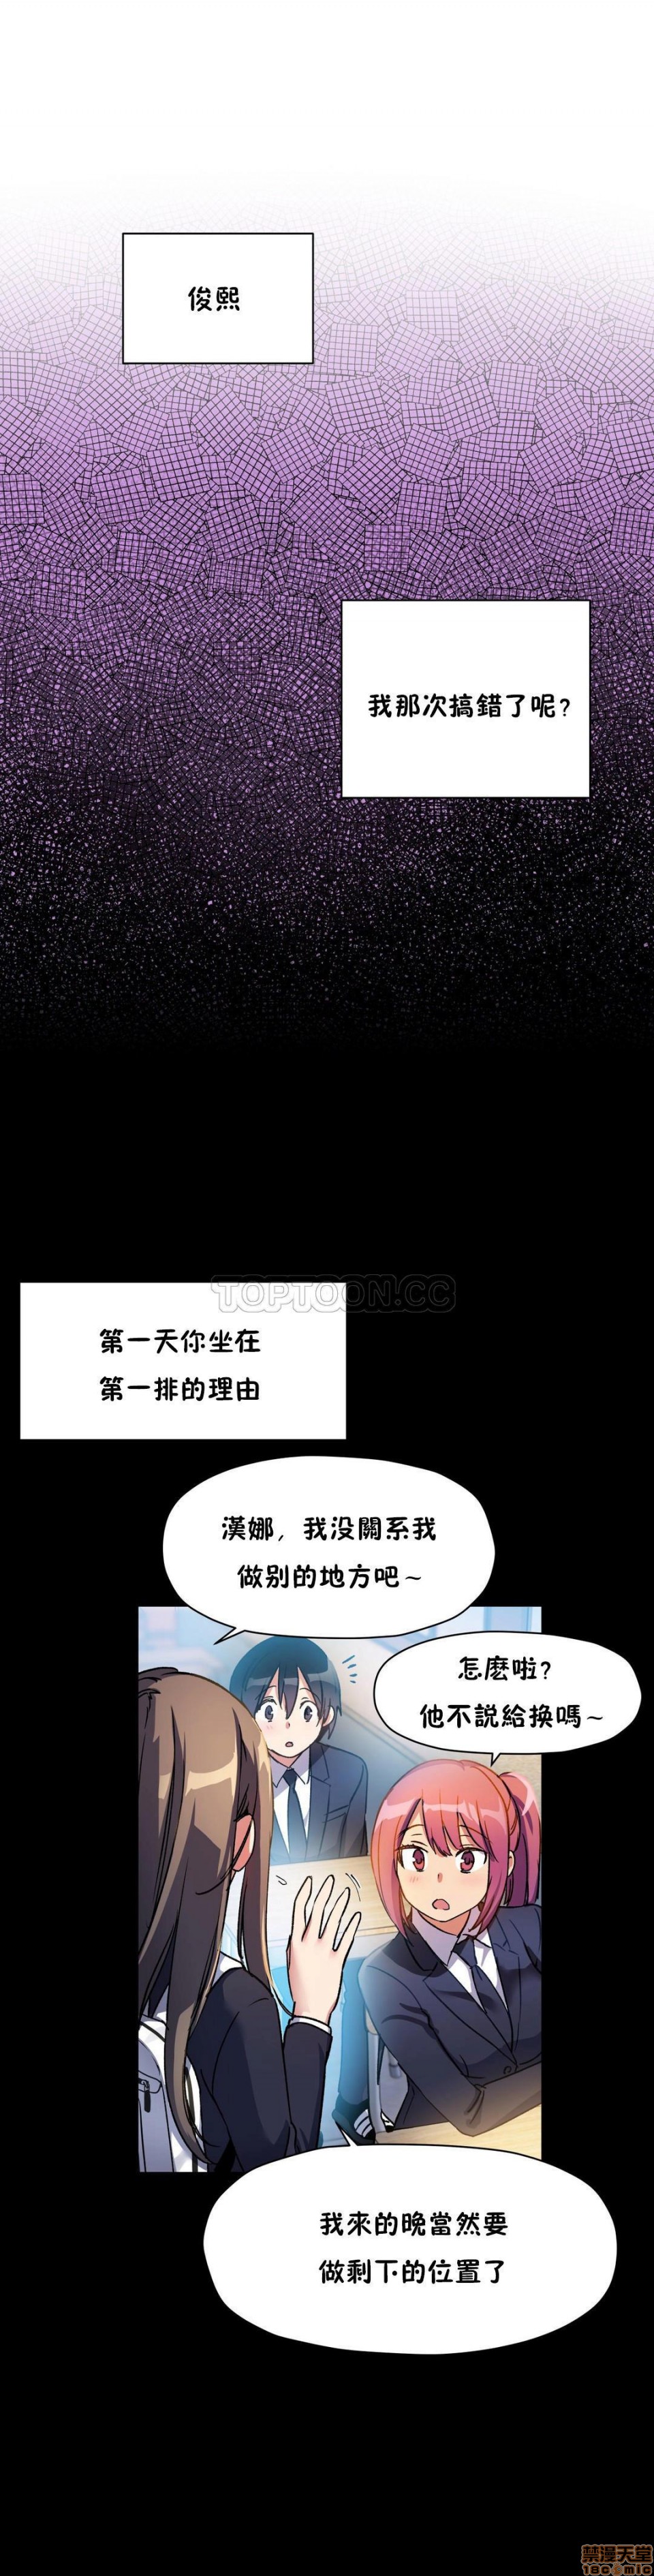 俊熙
我那次搞錯了呢?
TOPTOON.CC
第一天你坐在
第一排的理由
漢娜，我没關系我
做别的地方吧~
怎麽啦?
他不説給换嗎~
我來的晚當然要
做剩下的位置了
禁漫天堂
18COMIC